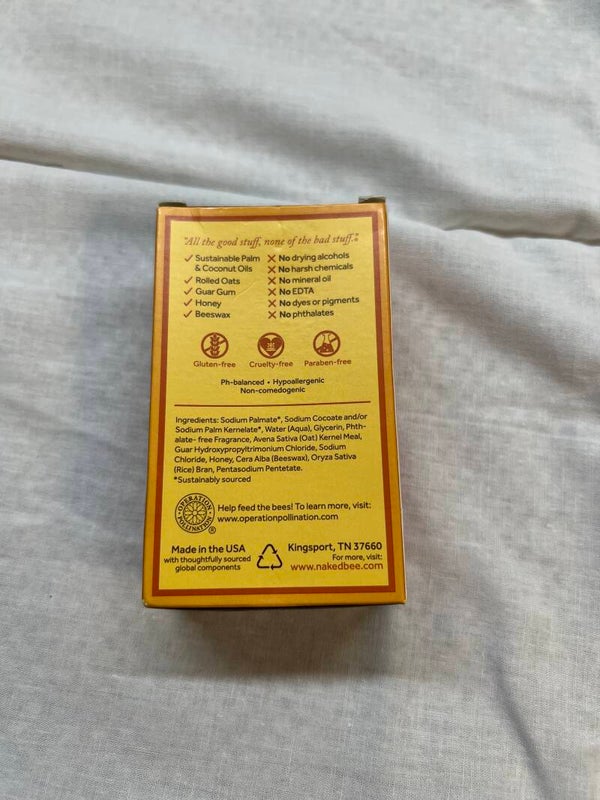 "All the good stuff, none of the bad stuff."
Sustainable Palm
& Coconut Oils
Rolled Oats
Guar Gum
Honey
Beeswax
No drying alcohols
No harsh chemicals
No mineral oil
No EDTA
No dyes or pigments
No phthalates
Gluten-free
Cruelty-free
Paraben-free
Ph-balanced • Hypoallergenic
Non-comedogenic
Ingredients: Sodium Palmate*, Sodium Cocoate and/or
Sodium Palm Kernelate*, Water (Aqua), Glycerin, Phth-
alate- free Fragrance, Avena Sativa (Oat) Kernel Meal,
Guar Hydroxypropyltrimonium Chloride, Sodium
Chloride, Honey, Cera Alba (Beeswax), Oryza Sativa
(Rice) Bran, Pentasodium Pentetate.
*Sustainably sourced
OPERATION
POLLINATION
®
Help feed the bees! To learn more, visit:
www.operationpollination.com
Made in the USA
with thoughtfully sourced
global components
Kingsport, TN 37660
For more, visit:
www.nakedbee.com